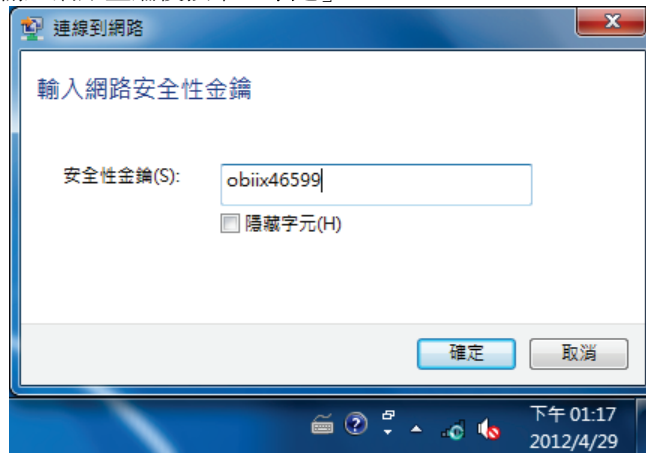 連線到網路
輸入網路安全性金鑰
安全性金鑰(S):
obiix46599
隱藏字元(H)
確定
取消
下午 01:17
2012/4/29